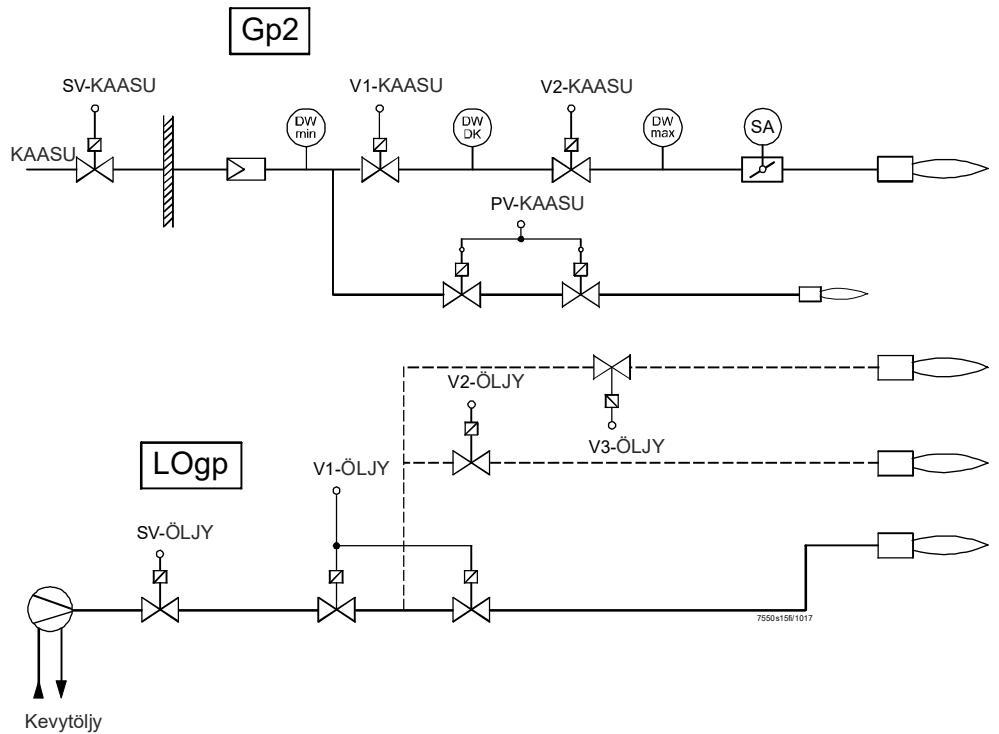 Gp2
SV-KAASU
V1-KAASU
V2-KAASU
DW
min
DW
DK
DW
max
SA
KAASU
PV-KAASU
V2-ÖLJY
V3-ÖLJY
LOgp
V1-ÖLJY
SV-ÖLJY
7550s15fi/1017
Kevytöljy